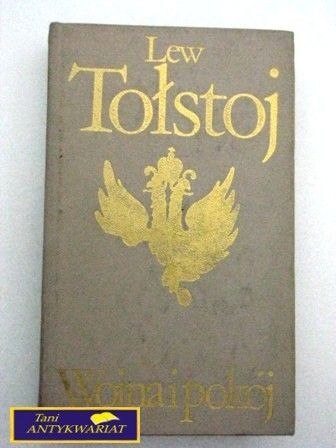 Lew
Tołstoj
Wojna i pokój
Tani
ANTYKWARIAT